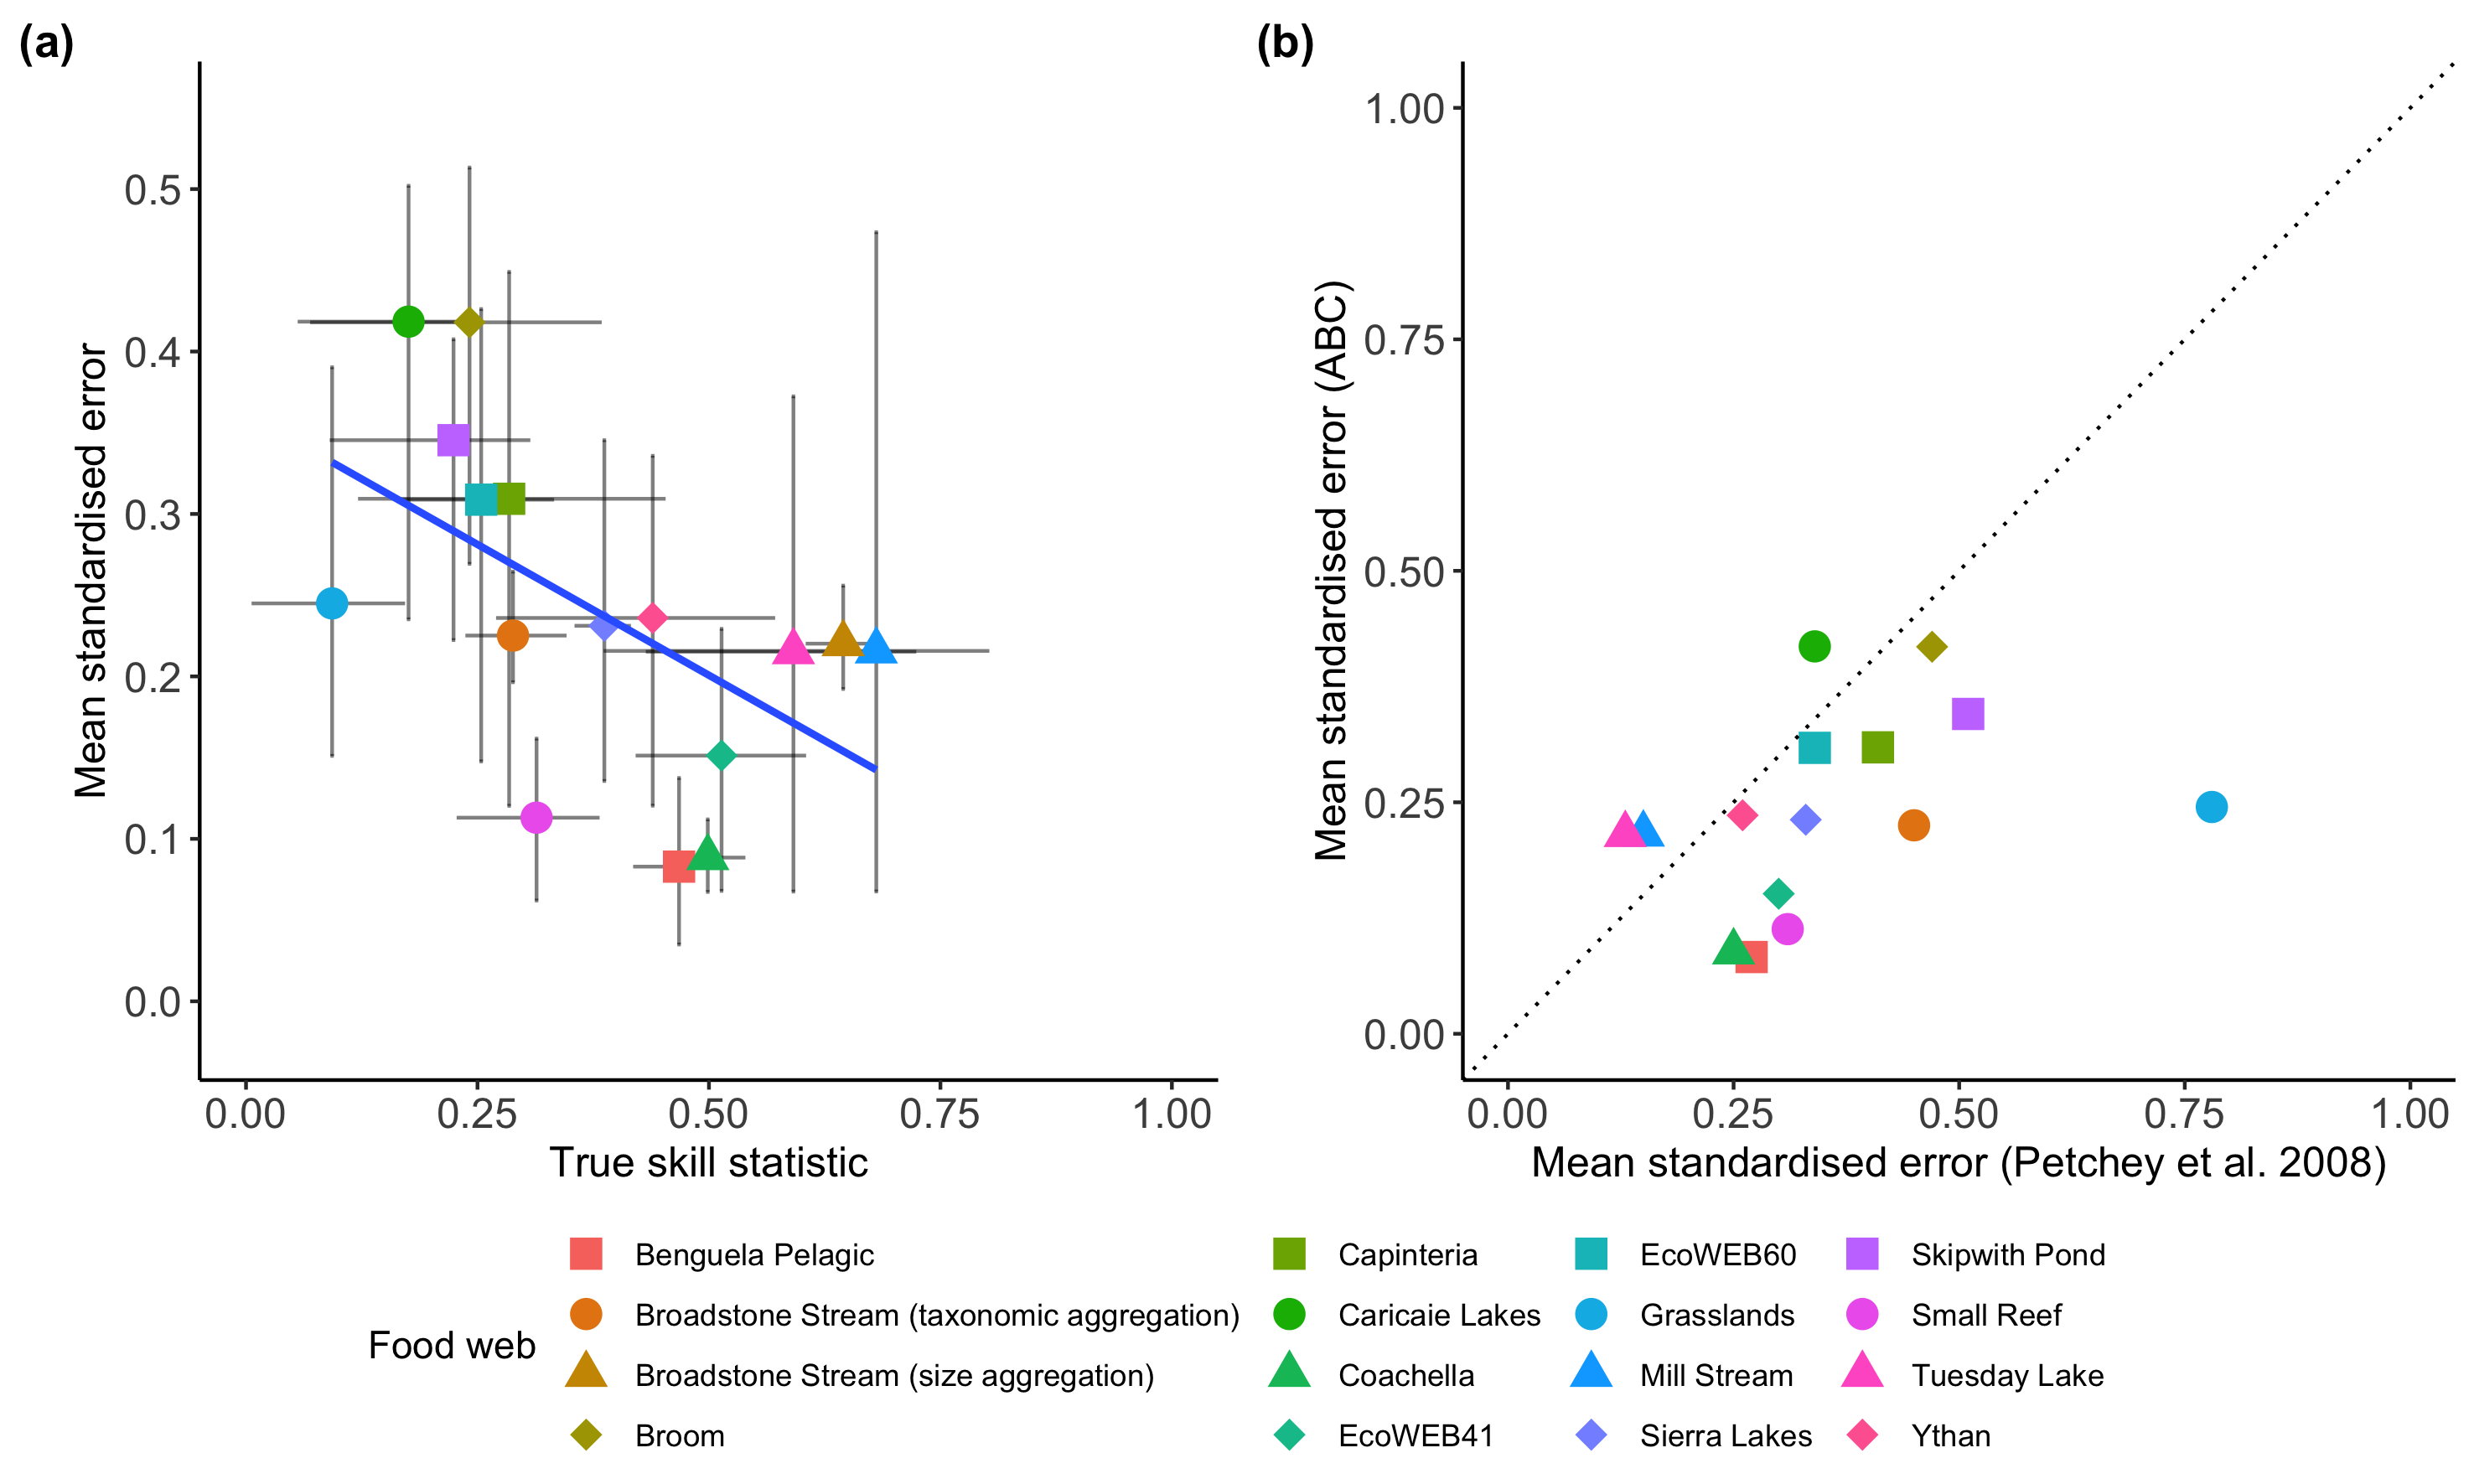 (a)
0.5
0.4
0.3
0.2
0.1
0.0
Mean standardised error
0.00 0.25 0.50 0.75 1.00
True skill statistic
(b)
1.00
0.75
0.50
0.25
0.00
Mean standardised error (ABC)
0.00 0.25 0.50 0.75 1.00
Mean standardised error (Petchey et al. 2008)
Food web
Benguela Pelagic
Broadstone Stream (taxonomic aggregation)
Broadstone Stream (size aggregation)
Broom
Capinteria
Caricaie Lakes
Coachella
EcoWEB41
EcoWEB60
Grasslands
Mill Stream
Sierra Lakes
Skipwith Pond
Small Reef
Tuesday Lake
Ythan